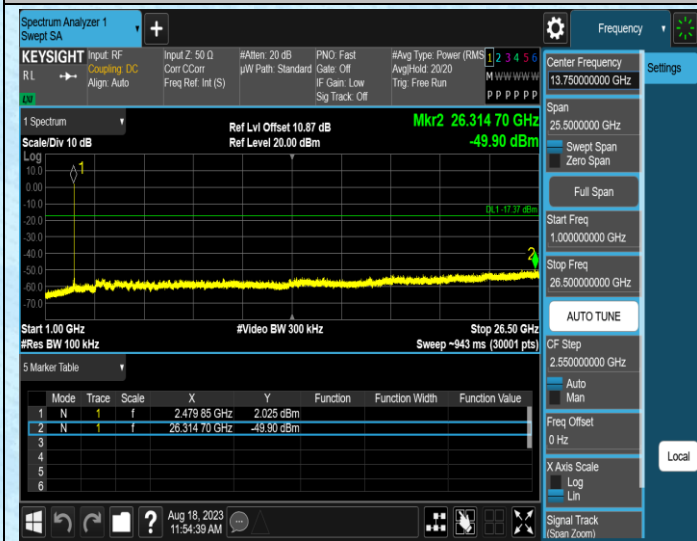 Spectrum Analyzer 1
Swept SA
Frequency
KEYSIGHT
RL
LXI
Input: RF
Coupling: DC
Align: Auto
Input Z: 50 Ω
Corr CCorr
Freq Ref: Int (S)
#Atten: 20 dB
µW Path: Standard
PNO: Fast
Gate: Off
IF Gain: Low
Sig Track: Off
#Avg Type: Power (RMS
Avg|Hold: 20/20
Trig: Free Run
1 2 3 4 5 6
M W W W W W
P P P P P P
1 Spectrum
Scale/Div 10 dB
Ref Lvl Offset 10.87 dB
Ref Level 20.00 dBm
Mkr2 26.314 70 GHz
-49.90 dBm
Log
10.0
0.00
-10.0
-20.0
-30.0
-40.0
-50.0
-60.0
-70.0
1
DL1 -17.37 dBm
2
Start 1.00 GHz
#Res BW 100 kHz
#Video BW 300 kHz
Stop 26.50 GHz
Sweep ~943 ms (30001 pts)
5 Marker Table
Mode Trace Scale X Y Function Function Width Function Value
1 N 1 f 2.479 85 GHz 2.025 dBm
2 N 1 f 26.314 70 GHz -49.90 dBm
3
4
5
6
Aug 18, 2023
11:54:39 AM
Center Frequency
13.750000000 GHz
Span
25.5000000 GHz
Swept Span
Zero Span
Full Span
Start Freq
1.000000000 GHz
Stop Freq
26.500000000 GHz
AUTO TUNE
CF Step
2.550000000 GHz
Auto
Man
Freq Offset
0 Hz
X Axis Scale
Log
Lin
Signal Track
(Span Zoom)
Settings
Local